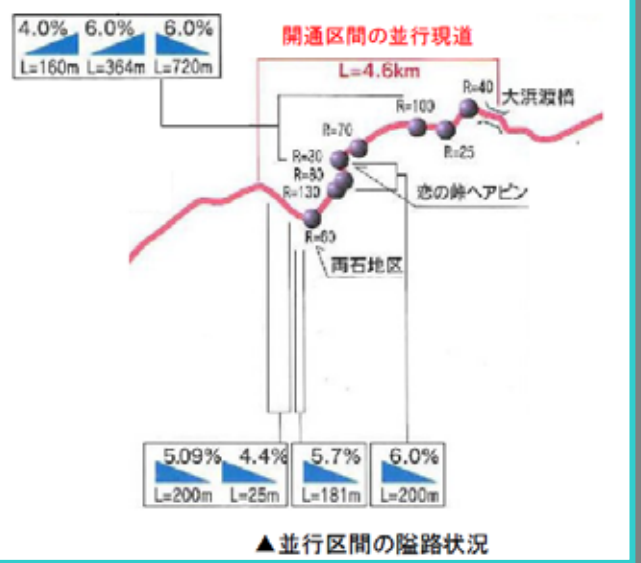 4.0% 6.0% 6.0%
L=160m L=364m L=720m
開通区間の並行現道
L=4.6km
R=40
大浜渡橋
R=100
R=70
R=25
R=30
R=80
R=130
恋の峠ヘアピン
R=60
両石地区
5.09% 4.4% 5.7% 6.0%
L=200m L=25m L=181m L=200m
▲並行区間の隘路状況